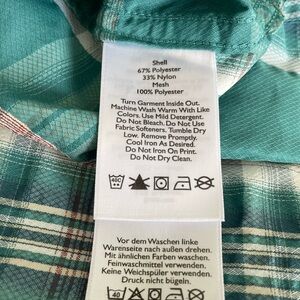 Shell
67% Polyester
33% Nylon
Mesh
100% Polyester
Turn Garment Inside Out.
Machine Wash Warm With Like
Colors. Use Mild Detergent.
Do Not Bleach. Do Not Use
Fabric Softeners. Tumble Dry
Low. Remove Promptly.
Cool Iron As Desired.
Do Not Iron On Print.
Do Not Dry Clean.
Vor dem Waschen linke
Warenseite nach außen drehen.
Mit ähnlichen Farben waschen.
Feinwaschmittel verwenden.
Keine Weichspüler verwenden.
Druck nicht bügeln.
40